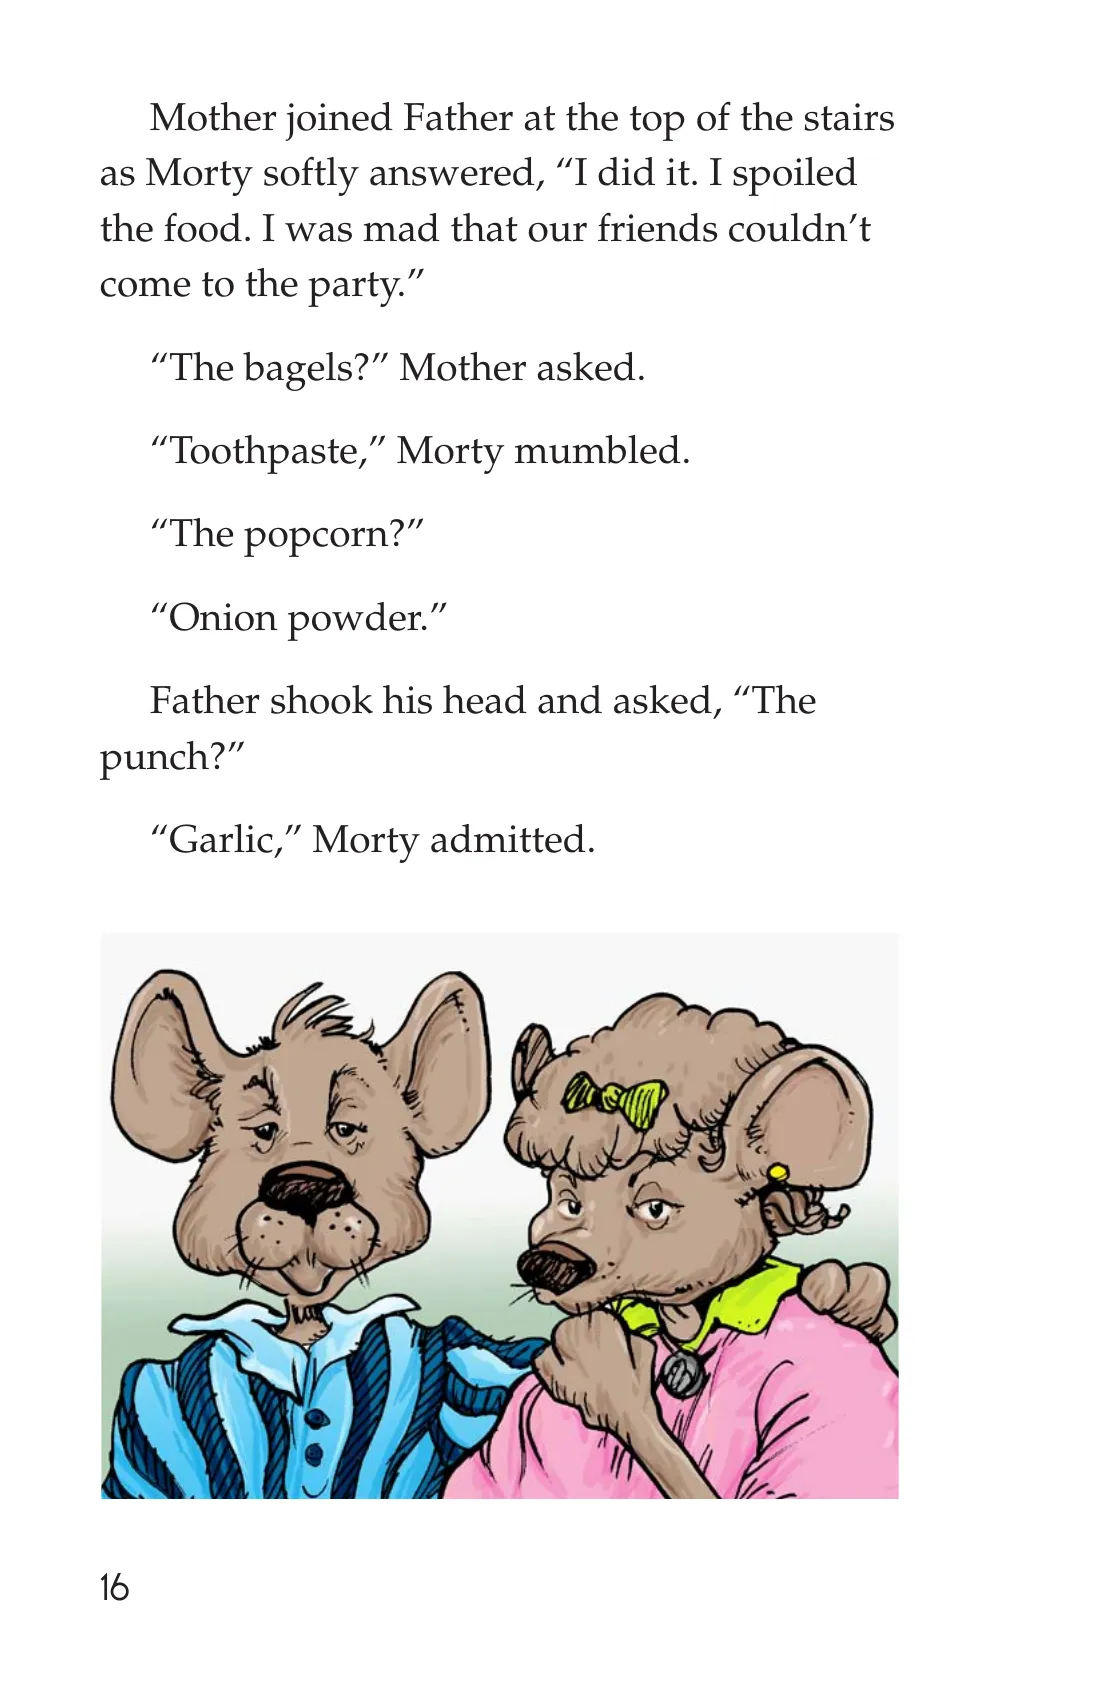 Mother joined Father at the top of the stairs
as Morty softly answered, “I did it. I spoiled
the food. I was mad that our friends couldn’t
come to the party.”
“The bagels?” Mother asked.
“Toothpaste,” Morty mumbled.
“The popcorn?”
“Onion powder.”
Father shook his head and asked, “The
punch?”
“Garlic,” Morty admitted.
16